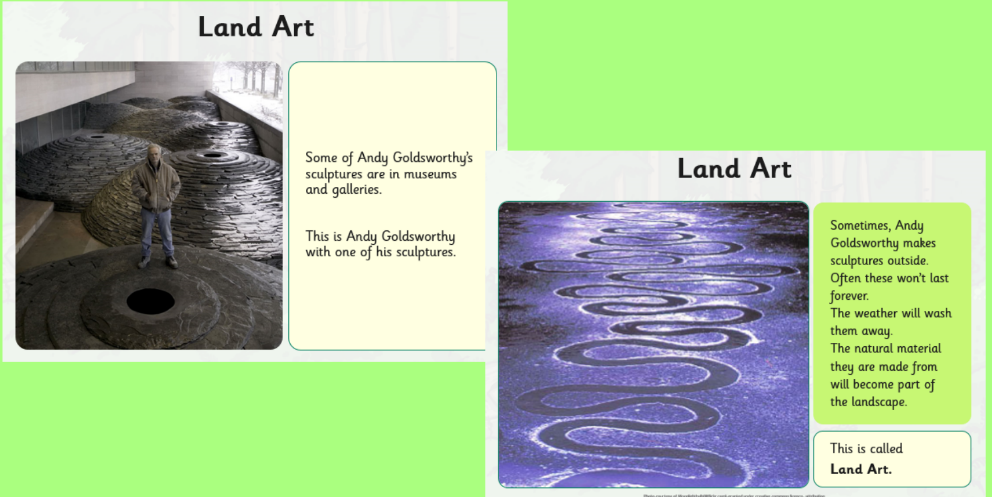 Land Art
Some of Andy Goldsworthy's
sculptures are in museums
and galleries.
This is Andy Goldsworthy
with one of his sculptures.
Land Art
Sometimes, Andy
Goldsworthy makes
sculptures outside.
Often these won't last
forever.
The weather will wash
them away.
The natural material
they are made from
will become part of
the landscape.
This is called
Land Art.